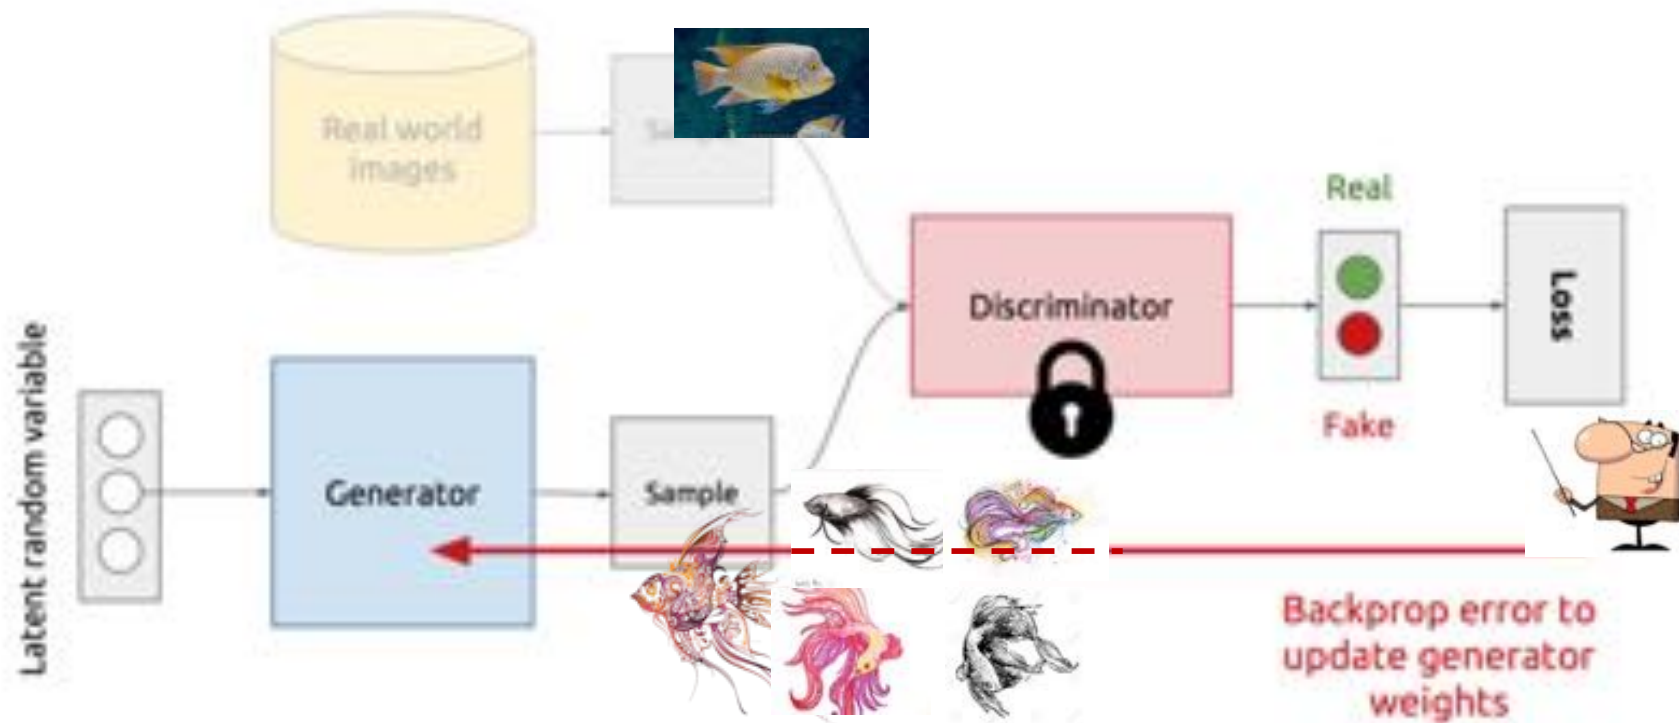 Real world
images
Real
Discriminator
Loss
Fake
Latent random variable
Generator
Sample
Backprop error to
update generator
weights